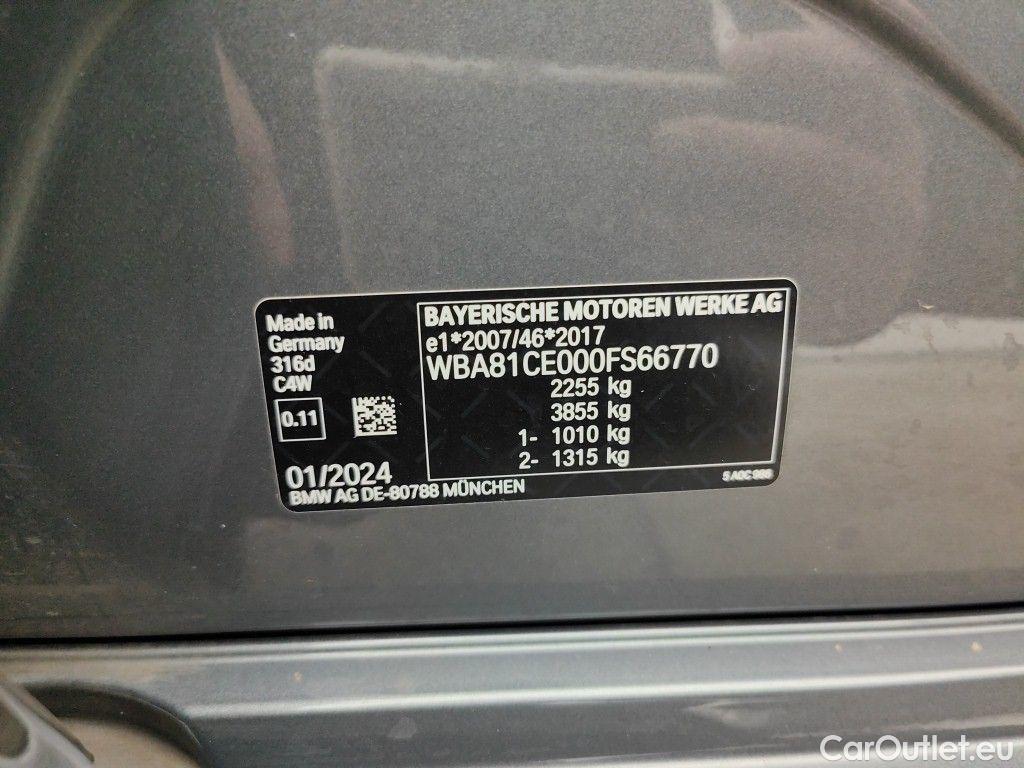 Made in
Germany
316d
C4W
0.11
01/2024
BMW AG DE-80788 MÜNCHEN
BAYERISCHE MOTOREN WERKE AG
e1*2007/46*2017
WBA81CE000FS66770
2255 kg
3855 kg
1- 1010 kg
2- 1315 kg
CarOutlet.eu